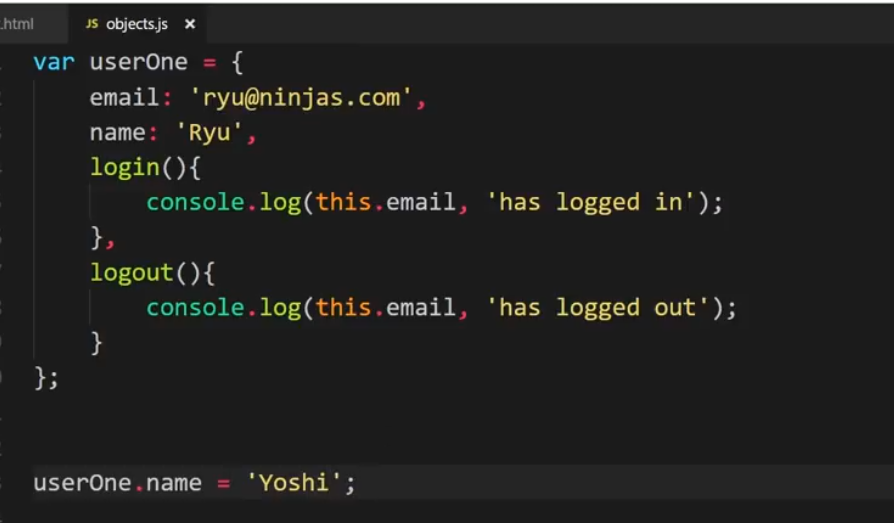 .html JS objects.js ×
var userOne = {
    email: 'ryu@ninjas.com',
    name: 'Ryu',
    login(){
        console.log(this.email, 'has logged in');
    },
    logout(){
        console.log(this.email, 'has logged out');
    }
};
userOne.name = 'Yoshi';